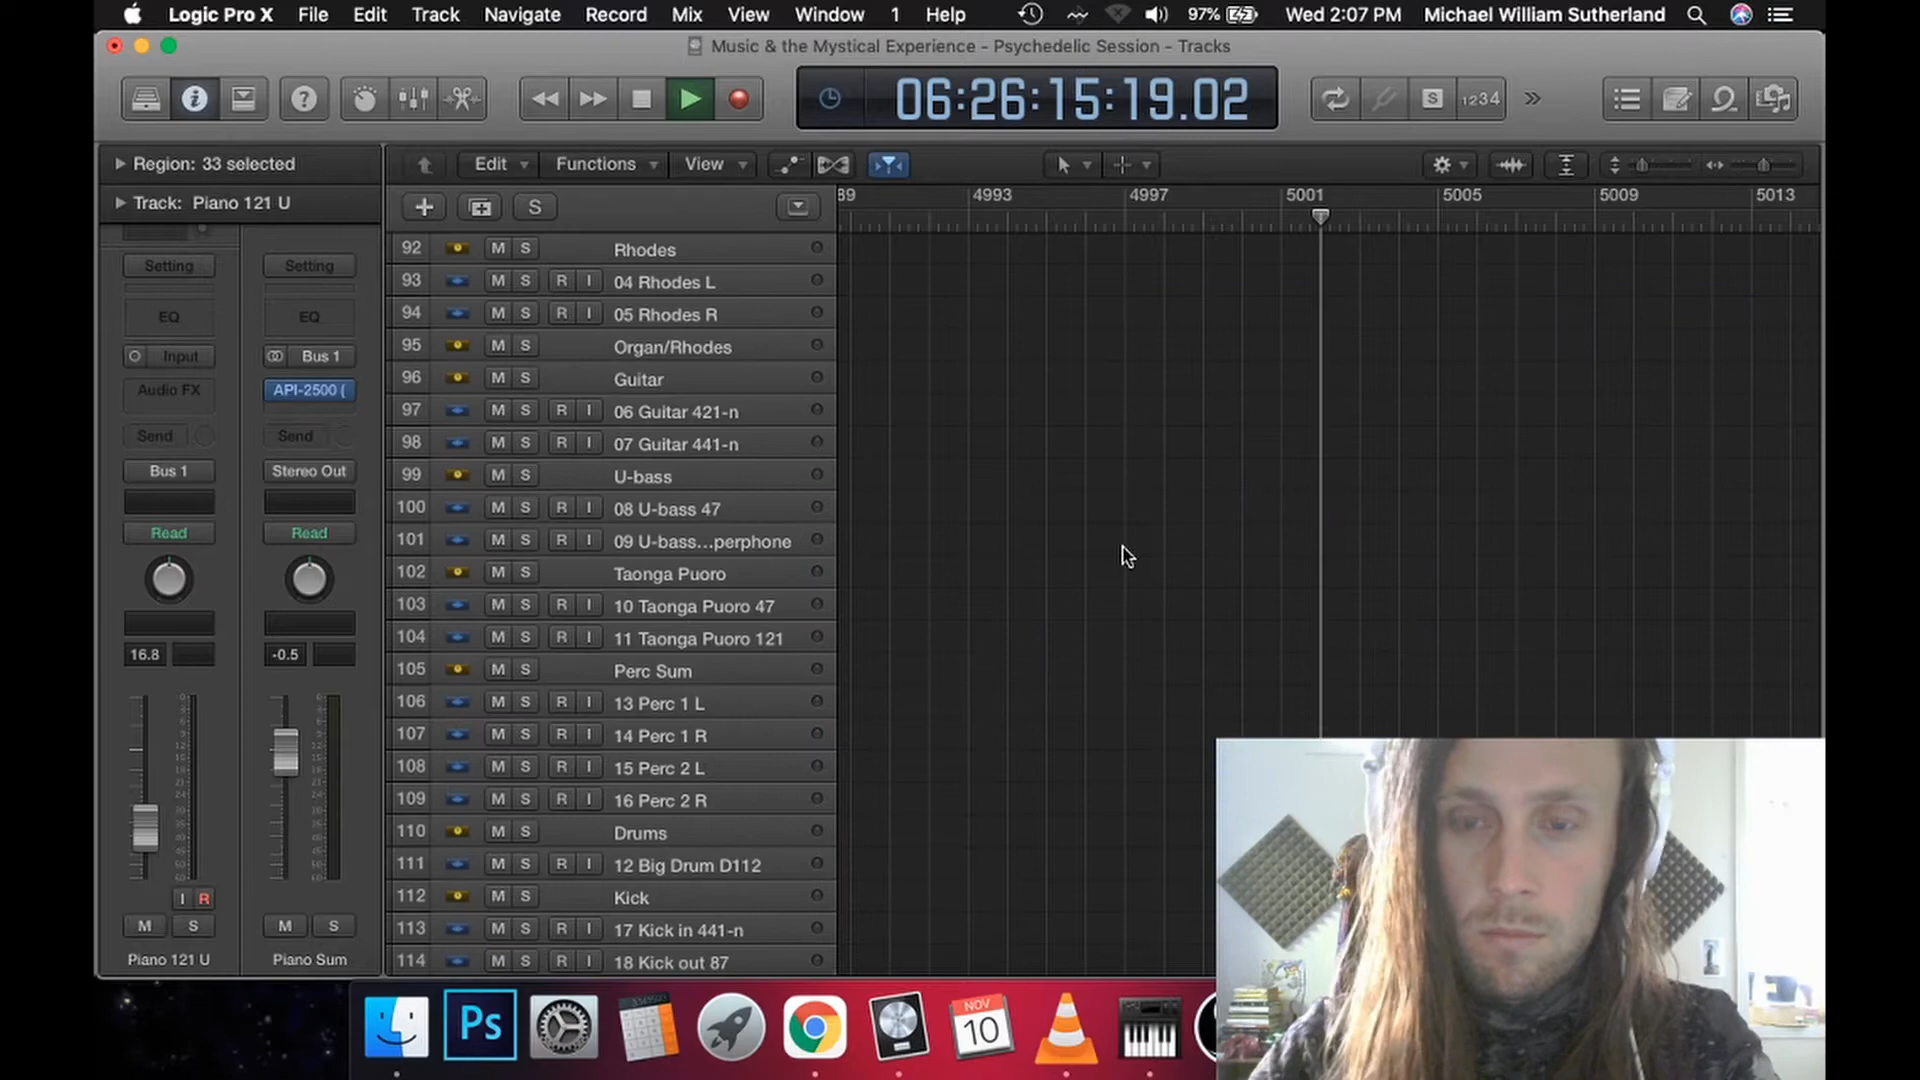 Logic Pro X File Edit Track Navigate Record Mix View Window 1 Help 97% Wed 2:07 PM Michael William Sutherland
Music & the Mystical Experience - Psychedelic Session - Tracks
06:26:15:19.02
S 1234
Region: 33 selected
Edit Functions View
Track: Piano 121 U
S
89 4993 4997 5001 5005 5009 5013
Setting Setting
EQ EQ
Input Bus 1
Audio FX API-2500 (
Send Send
Bus 1 Stereo Out
Read Read
16.8 -0.5
I R
M S M S
Piano 121 U Piano Sum
92 M S Rhodes
93 M S R I 04 Rhodes L
94 M S R I 05 Rhodes R
95 M S Organ/Rhodes
96 M S Guitar
97 M S R I 06 Guitar 421-n
98 M S R I 07 Guitar 441-n
99 M S U-bass
100 M S R I 08 U-bass 47
101 M S R I 09 U-bass...perphone
102 M S Taonga Puoro
103 M S R I 10 Taonga Puoro 47
104 M S R I 11 Taonga Puoro 121
105 M S Perc Sum
106 M S R I 13 Perc 1 L
107 M S R I 14 Perc 1 R
108 M S R I 15 Perc 2 L
109 M S R I 16 Perc 2 R
110 M S Drums
111 M S R I 12 Big Drum D112
112 M S Kick
113 M S R I 17 Kick in 441-n
114 M S R I 18 Kick out 87
Ps
NOV
10